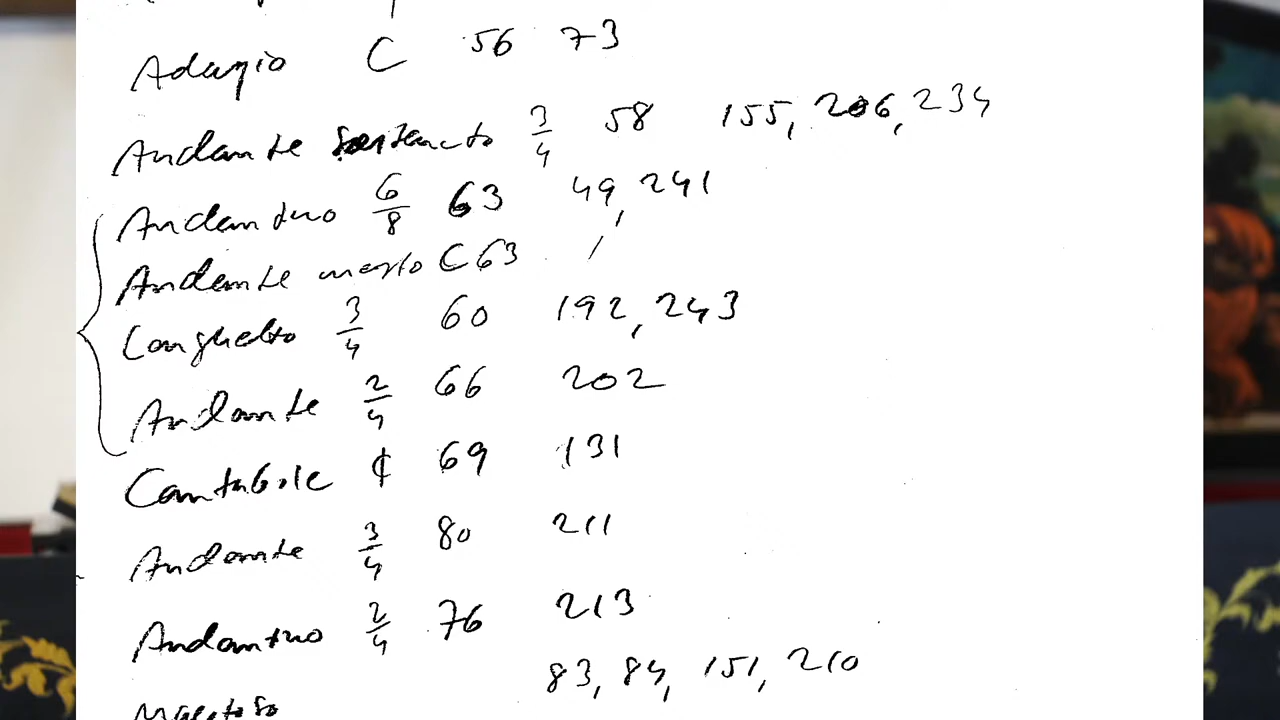 Adagio C 56 73
Andante sostenuto 3/4 58 155, 206, 234
Andantino 6/8 63 49, 241
Andante mesto C 63
Larghetto 3/4 60 192, 243
Andante 2/4 66 202
Cantabile ¢ 69 131
Andante 3/4 80 211
Andantino 2/4 76 213
83, 84, 151, 210
Maestoso